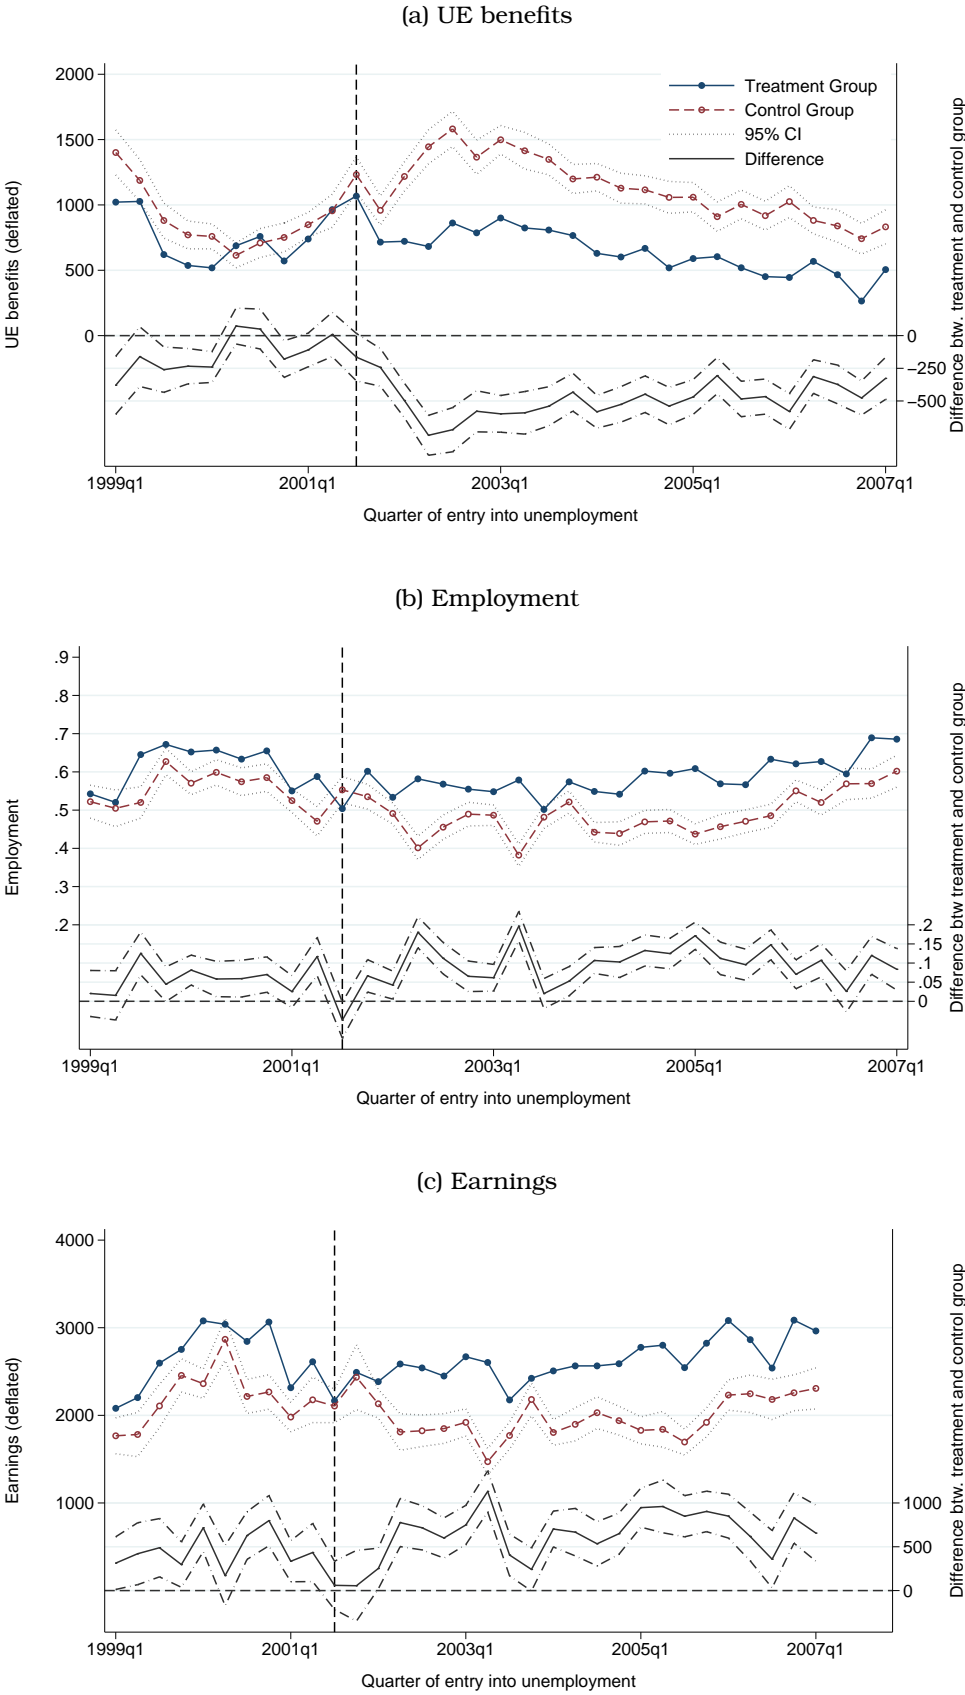 (a) UE benefits
2000
1500
1000
500
0
UE benefits (deflated)
Treatment Group
Control Group
95% CI
Difference
0
−250
−500
Difference btw. treatment and control group
1999q1 2001q1 2003q1 2005q1 2007q1
Quarter of entry into unemployment
(b) Employment
.9
.8
.7
.6
.5
.4
.3
.2
Employment
.2
.15
.1
.05
0
Difference btw treatment and control group
1999q1 2001q1 2003q1 2005q1 2007q1
Quarter of entry into unemployment
(c) Earnings
4000
3000
2000
1000
Earnings (deflated)
1000
500
0
Difference btw. treatment and control group
1999q1 2001q1 2003q1 2005q1 2007q1
Quarter of entry into unemployment